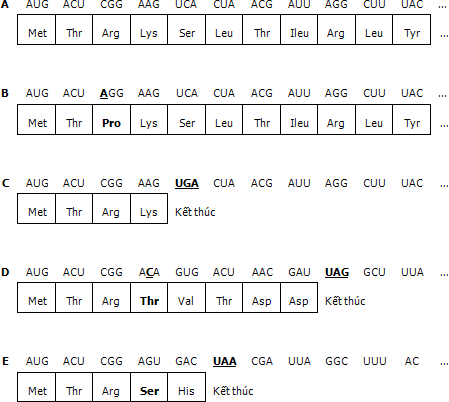 A AUG ACU CGG AAG UCA CUA ACG AUU AGG CUU UAC ...
Met Thr Arg Lys Ser Leu Thr Ileu Arg Leu Tyr ...
B AUG ACU AGG AAG UCA CUA ACG AUU AGG CUU UAC ...
Met Thr Pro Lys Ser Leu Thr Ileu Arg Leu Tyr ...
C AUG ACU CGG AAG UGA CUA ACG AUU AGG CUU UAC ...
Met Thr Arg Lys Kết thúc
D AUG ACU CGG ACA GUG ACU AAC GAU UAG GCU UUA ...
Met Thr Arg Thr Val Thr Asp Asp Kết thúc
E AUG ACU CGG AGU GAC UAA CGA UUA GGC UUU AC ...
Met Thr Arg Ser His Kết thúc